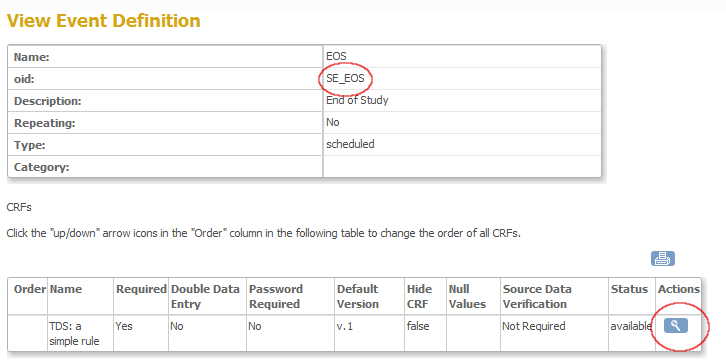 View Event Definition
Name: EOS
oid: SE_EOS
Description: End of Study
Repeating: No
Type: scheduled
Category:
CRFs
Click the "up/down" arrow icons in the "Order" column in the following table to change the order of all CRFs.
Order Name Required Double Data Entry Password Required Default Version Hide CRF Null Values Source Data Verification Status Actions
TDS: a simple rule Yes No No v.1 false Not Required available